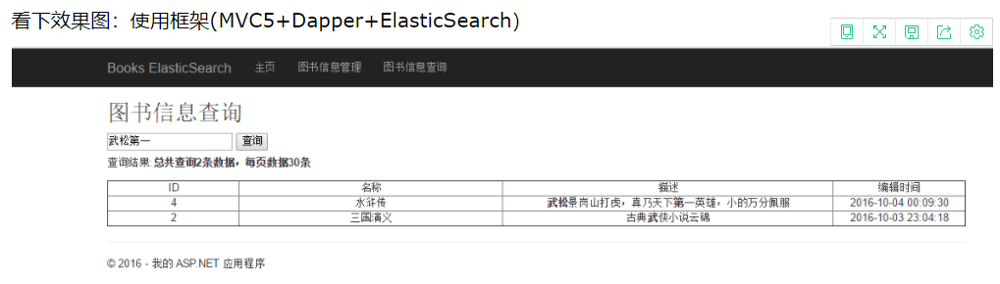 看下效果图：使用框架(MVC5+Dapper+ElasticSearch)
Books ElasticSearch 主页 图书信息管理 图书信息查询
图书信息查询
武松第一 查询
查询结果 总共查询2条数据，每页数据30条
ID 名称 描述 编辑时间
4 水浒传 武松景岗山打虎，真乃天下第一英雄，小的万分佩服 2016-10-04 00:09:30
2 三国演义 古典武侠小说云锦 2016-10-03 23:04:18
© 2016 - 我的 ASP.NET 应用程序